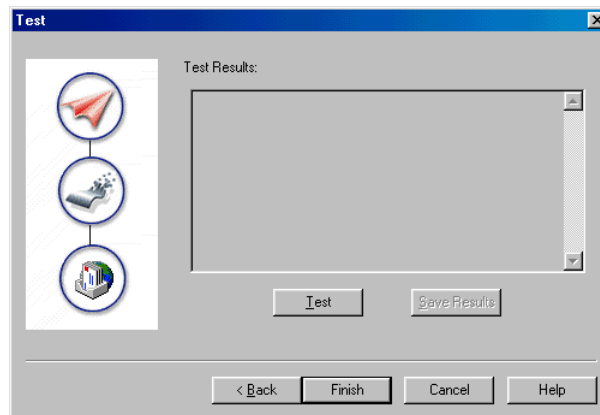 Test
Test Results:
Test Save Results
< Back Finish Cancel Help